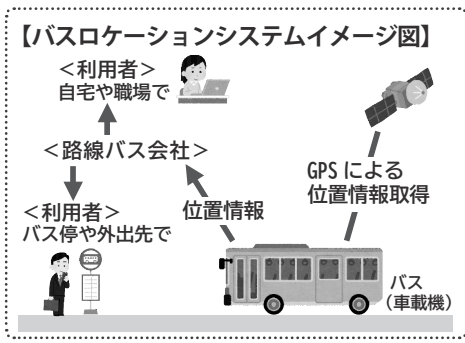 【バスロケーションシステムイメージ図】
＜利用者＞
自宅や職場で
＜路線バス会社＞
＜利用者＞
バス停や外出先で
位置情報
GPSによる
位置情報取得
バス
（車載機）